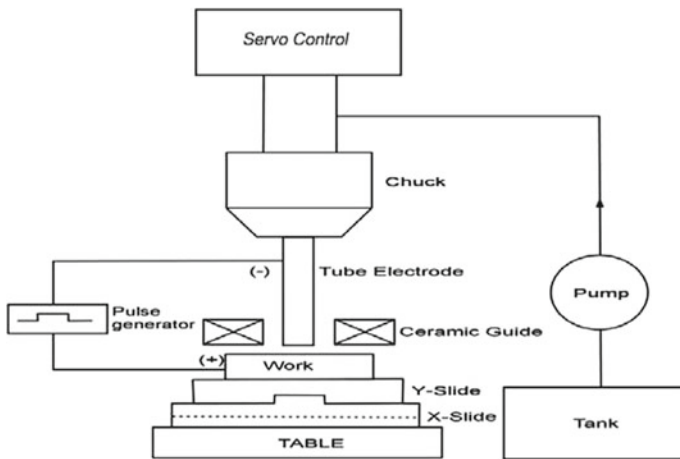 Servo Control
Chuck
(-)
Tube Electrode
Pulse
generator
Ceramic Guide
Pump
(+)
Work
Y-Slide
X-Slide
Tank
TABLE